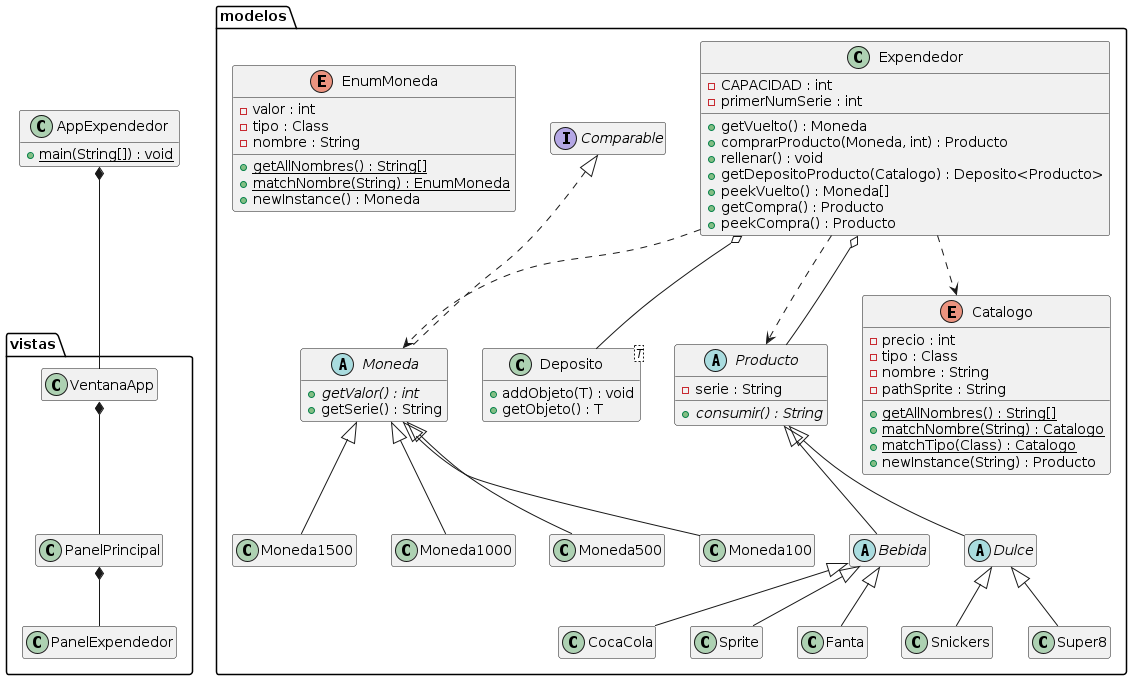 modelos
C Expendedor
CAPACIDAD : int
primerNumSerie : int
getVuelto() : Moneda
comprarProducto(Moneda, int) : Producto
rellenar() : void
getDepositoProducto(Catalogo) : Deposito<Producto>
peekVuelto() : Moneda[]
getCompra() : Producto
peekCompra() : Producto
E EnumMoneda
valor : int
tipo : Class
nombre : String
getAllNombres() : String[]
matchNombre(String) : EnumMoneda
newInstance() : Moneda
I Comparable
C AppExpendedor
main(String[]) : void
E Catalogo
precio : int
tipo : Class
nombre : String
pathSprite : String
getAllNombres() : String[]
matchNombre(String) : Catalogo
matchTipo(Class) : Catalogo
newInstance(String) : Producto
vistas
C VentanaApp
A Moneda
getValor() : int
getSerie() : String
C Deposito
T
addObjeto(T) : void
getObjeto() : T
A Producto
serie : String
consumir() : String
C PanelPrincipal
C Moneda1500
C Moneda1000
C Moneda500
C Moneda100
A Bebida
A Dulce
C PanelExpendedor
C CocaCola
C Sprite
C Fanta
C Snickers
C Super8